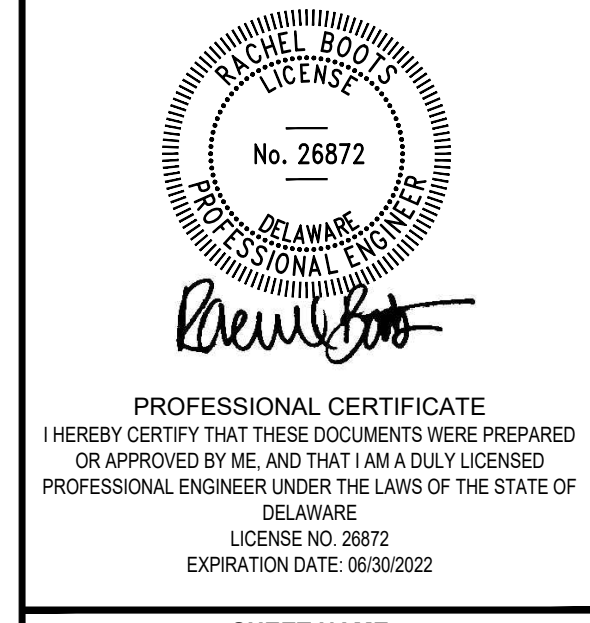 RACHEL BOOTS
LICENSE
No. 26872
DELAWARE
PROFESSIONAL ENGINEER
Rachel Boots
PROFESSIONAL CERTIFICATE
I HEREBY CERTIFY THAT THESE DOCUMENTS WERE PREPARED
OR APPROVED BY ME, AND THAT I AM A DULY LICENSED
PROFESSIONAL ENGINEER UNDER THE LAWS OF THE STATE OF
DELAWARE
LICENSE NO. 26872
EXPIRATION DATE: 06/30/2022